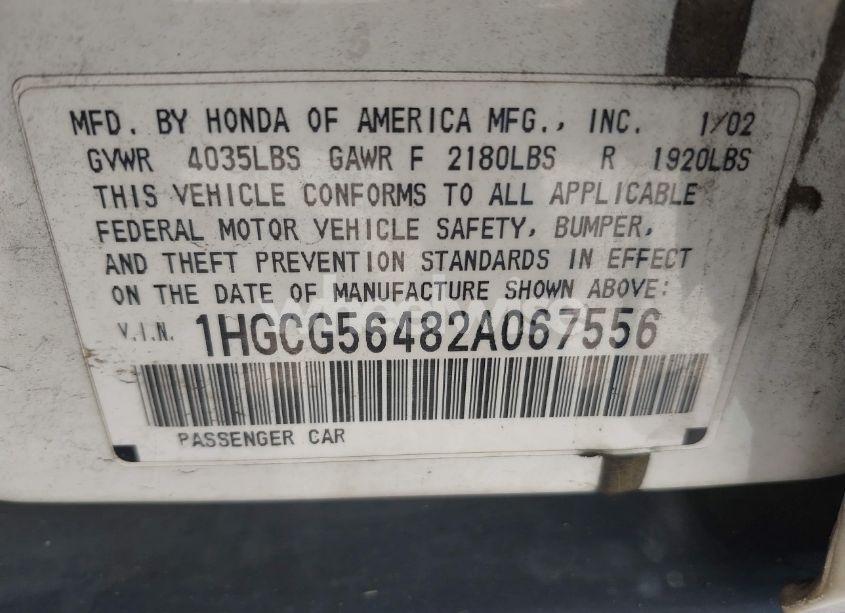 MFD. BY HONDA OF AMERICA MFG., INC. 1/02
GVWR 4035LBS GAWR F 2180LBS R 1920LBS
THIS VEHICLE CONFORMS TO ALL APPLICABLE
FEDERAL MOTOR VEHICLE SAFETY, BUMPER,
AND THEFT PREVENTION STANDARDS IN EFFECT
ON THE DATE OF MANUFACTURE SHOWN ABOVE:
V.I.N. 1HGCG56482A067556
PASSENGER CAR